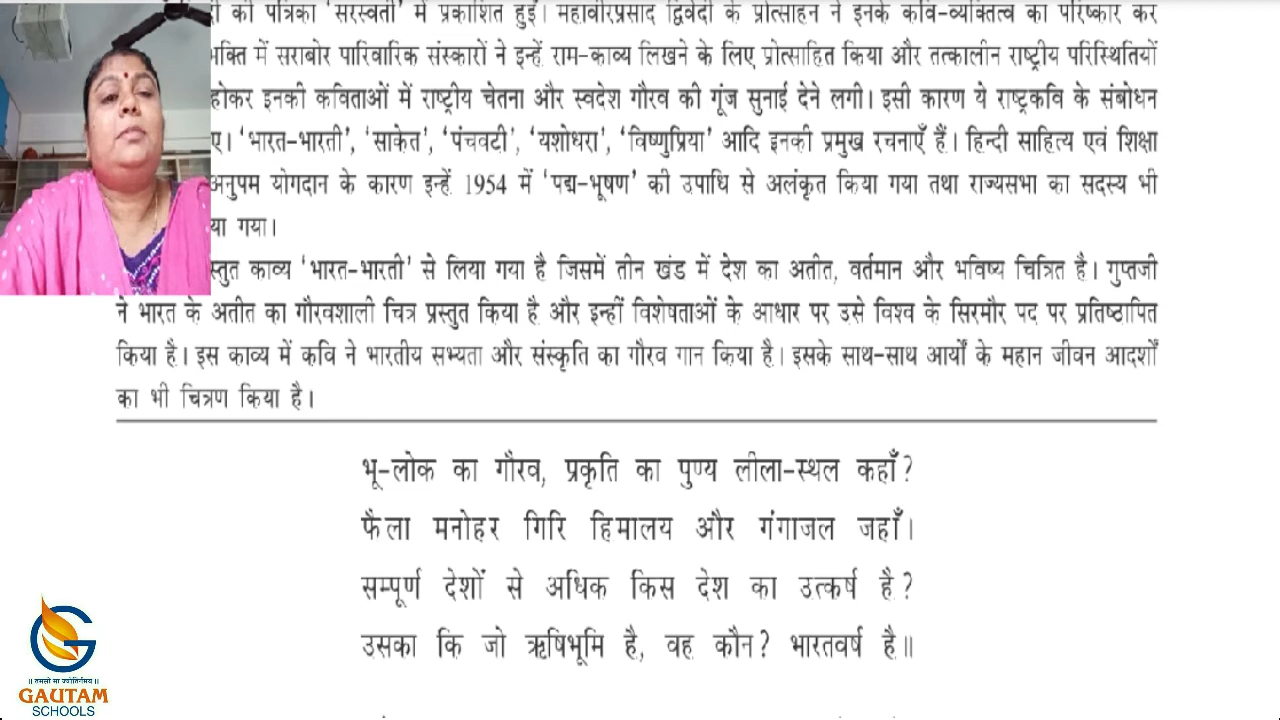 की पत्रिका 'सरस्वती' में प्रकाशित हुई। महावीरप्रसाद द्विवेदी के प्रोत्साहन ने इनके कवि-व्यक्तित्व का परिष्कार कर
में सराबोर पारिवारिक संस्कारों ने इन्हें राम-काव्य लिखने के लिए प्रोत्साहित किया और तत्कालीन राष्ट्रीय परिस्थितियों
होकर इनकी कविताओं में राष्ट्रीय चेतना और स्वदेश गौरव की गूंज सुनाई देने लगी। इसी कारण ये राष्ट्रकवि के संबोधन
ए। 'भारत-भारती', 'साकेत', 'पंचवटी', 'यशोधरा', 'विष्णुप्रिया' आदि इनकी प्रमुख रचनाएँ हैं। हिन्दी साहित्य एवं शिक्षा
अनुपम योगदान के कारण इन्हें 1954 में 'पद्म-भूषण' की उपाधि से अलंकृत किया गया तथा राज्यसभा का सदस्य भी
या गया।
स्तुत काव्य 'भारत-भारती' से लिया गया है जिसमें तीन खंड में देश का अतीत, वर्तमान और भविष्य चित्रित है। गुप्तजी
ने भारत के अतीत का गौरवशाली चित्र प्रस्तुत किया है और इन्हीं विशेषताओं के आधार पर उसे विश्व के सिरमौर पद पर प्रतिष्ठापित
किया है। इस काव्य में कवि ने भारतीय सभ्यता और संस्कृति का गौरव गान किया है। इसके साथ-साथ आर्यों के महान जीवन आदर्शों
का भी चित्रण किया है।
भू-लोक का गौरव, प्रकृति का पुण्य लीला-स्थल कहाँ?
फैला मनोहर गिरि हिमालय और गंगाजल जहाँ।
सम्पूर्ण देशों से अधिक किस देश का उत्कर्ष है?
उसका कि जो ऋषिभूमि है, वह कौन? भारतवर्ष है॥
॥ तमसो मा ज्योतिर्गमय ॥
GAUTAM
SCHOOLS